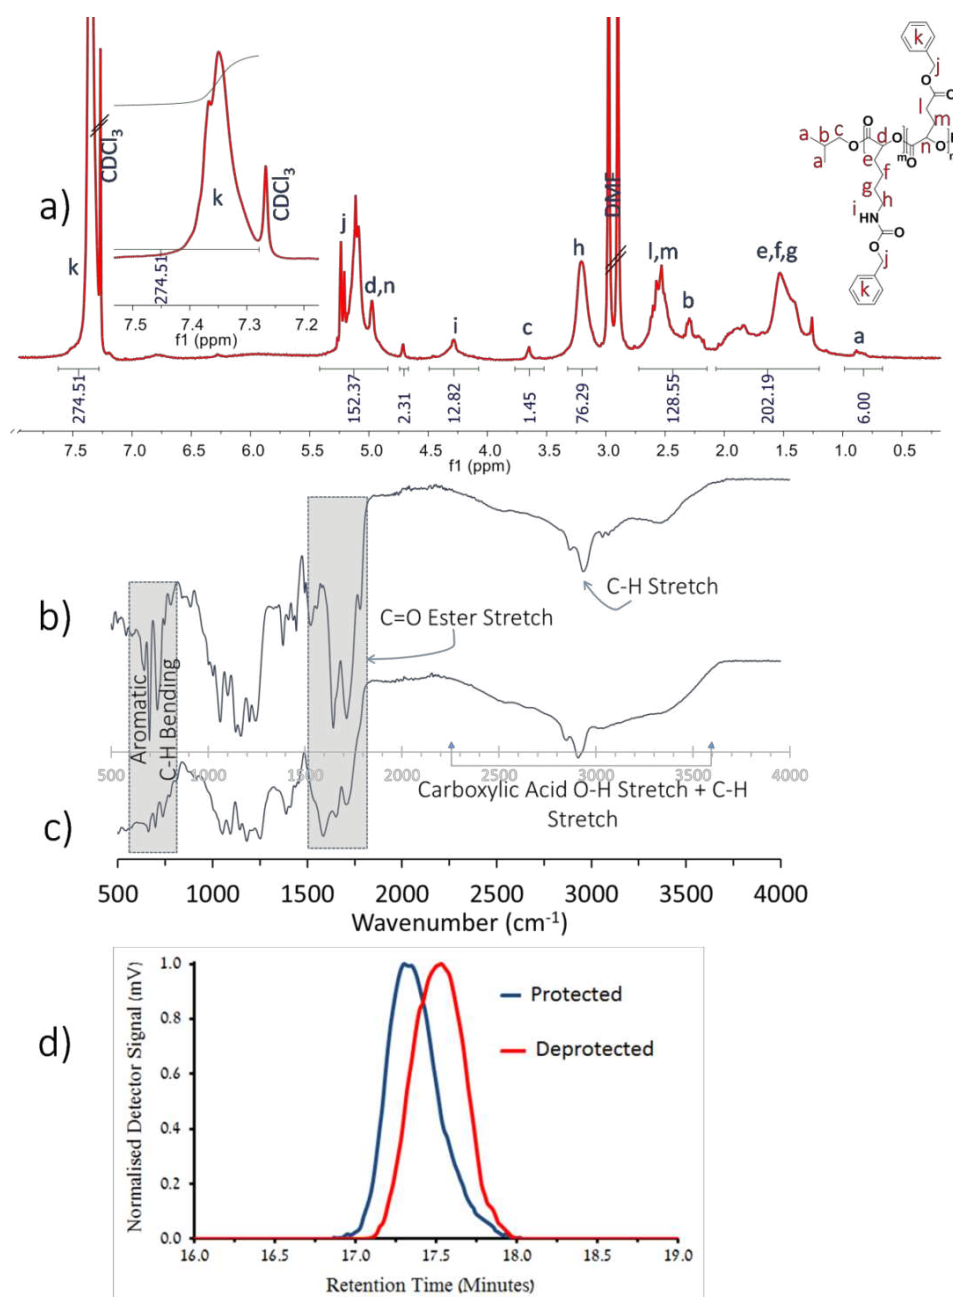 a)
k
CDCl3
k
CDCl3
274.51
7.5 7.4 7.3 7.2
f1 (ppm)
j
d,n
i
c
h
DMF
l,m
b
e,f,g
a
k
j
O
O
l
m
a
b
c
a
O
O
d
O
m
O
n
O
e
f
g
h
i
HN
O
O
j
k
274.51
152.37
2.31
12.82
1.45
76.29
128.55
202.19
6.00
7.5 7.0 6.5 6.0 5.5 5.0 4.5 4.0 3.5 3.0 2.5 2.0 1.5 1.0 0.5
f1 (ppm)
b)
C-H Stretch
C=O Ester Stretch
Aromatic
C-H Bending
500 1000 1500 2000 2500 3000 3500 4000
Carboxylic Acid O-H Stretch + C-H
Stretch
c)
500 1000 1500 2000 2500 3000 3500 4000
Wavenumber (cm-1)
d)
Normalised Detector Signal (mV)
1.0
0.8
0.6
0.4
0.2
0.0
Protected
Deprotected
16.0 16.5 17.0 17.5 18.0 18.5 19.0
Retention Time (Minutes)